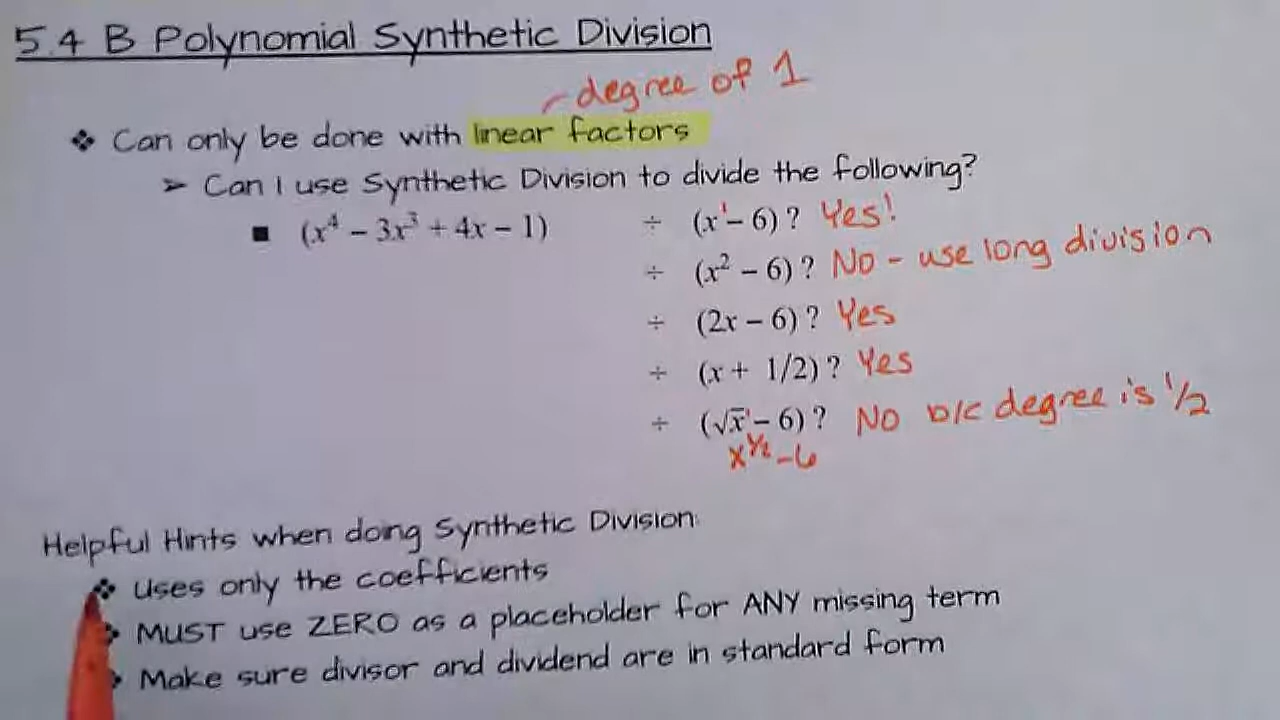 5.4 B Polynomial Synthetic Division
degree of 1
❖ Can only be done with linear factors
➢ Can I use Synthetic Division to divide the following?
■ (x⁴ − 3x³ + 4x − 1) ÷ (x¹ − 6) ? Yes!
÷ (x² − 6) ? No - use long division
÷ (2x − 6) ? Yes
÷ (x + 1/2) ? Yes
÷ (√x¹ − 6) ? No b/c degree is 1/2
x^1/2 - 6
Helpful Hints when doing Synthetic Division:
❖ Uses only the coefficients
❖ MUST use ZERO as a placeholder for ANY missing term
❖ Make sure divisor and dividend are in standard form